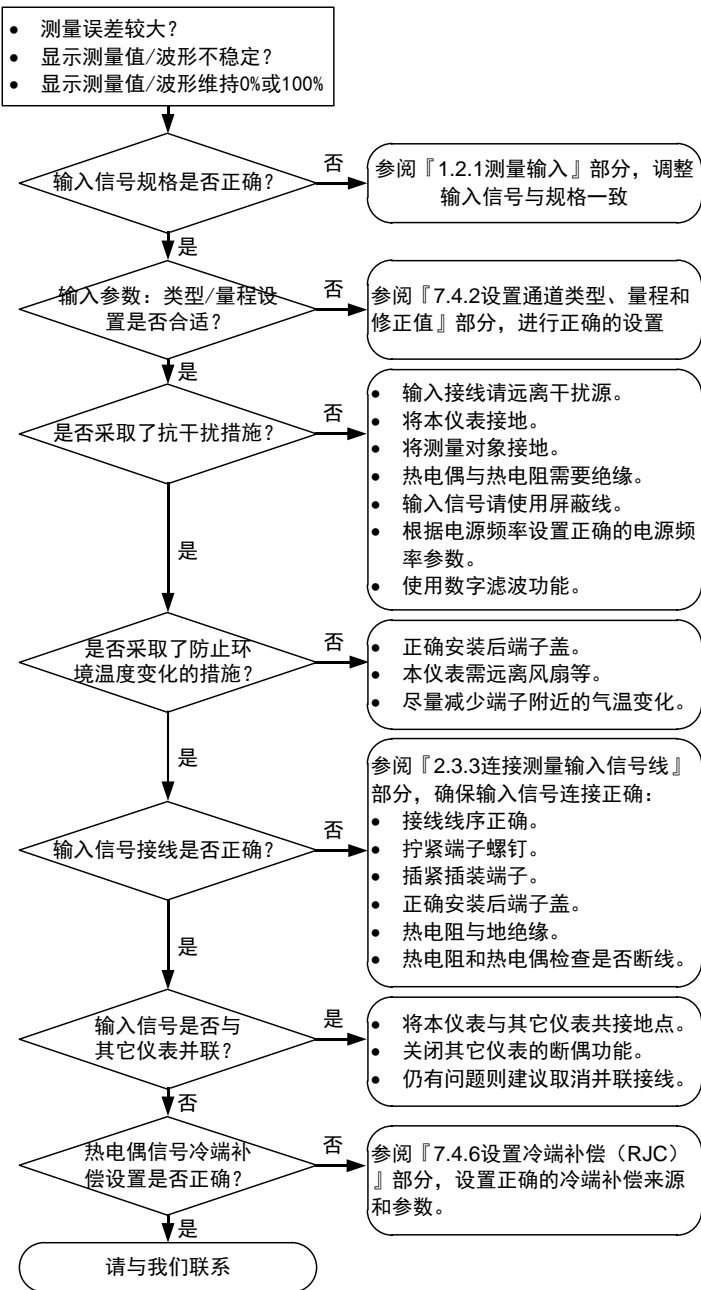 • 测量误差较大？
• 显示测量值/波形不稳定？
• 显示测量值/波形维持0%或100%
输入信号规格是否正确？
否
参阅『1.2.1测量输入』部分，调整
输入信号与规格一致
是
输入参数：类型/量程设
置是否合适？
否
参阅『7.4.2设置通道类型、量程和
修正值』部分，进行正确的设置
是
是否采取了抗干扰措施？
否
• 输入接线请远离干扰源。
• 将本仪表接地。
• 将测量对象接地。
• 热电偶与热电阻需要绝缘。
• 输入信号请使用屏蔽线。
• 根据电源频率设置正确的电源频
率参数。
• 使用数字滤波功能。
是
是否采取了防止环
境温度变化的措施？
否
• 正确安装后端子盖。
• 本仪表需远离风扇等。
• 尽量减少端子附近的气温变化。
是
输入信号接线是否正确？
否
参阅『2.3.3连接测量输入信号线』
部分，确保输入信号连接正确：
• 接线线序正确。
• 拧紧端子螺钉。
• 插紧插装端子。
• 正确安装后端子盖。
• 热电阻与地绝缘。
• 热电阻和热电偶检查是否断线。
是
输入信号是否与
其它仪表并联？
是
• 将本仪表与其它仪表共接地点。
• 关闭其它仪表的断偶功能。
• 仍有问题则建议取消并联接线。
否
热电偶信号冷端补
偿设置是否正确？
否
参阅『7.4.6设置冷端补偿（RJC）
』部分，设置正确的冷端补偿来源
和参数。
是
请与我们联系